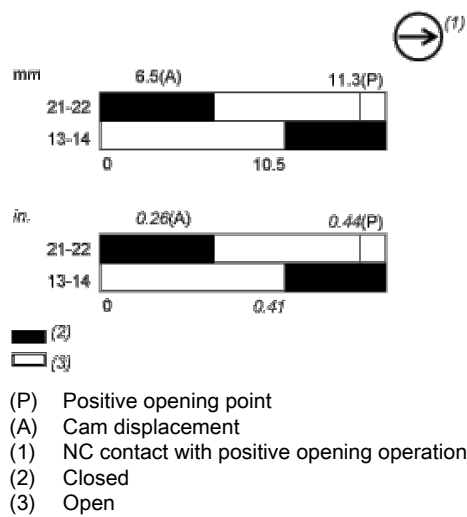 (1)
mm 6.5(A) 11.3(P)
21-22
13-14
0 10.5
in. 0.26(A) 0.44(P)
21-22
13-14
0 0.41
(2)
(3)
(P) Positive opening point
(A) Cam displacement
(1) NC contact with positive opening operation
(2) Closed
(3) Open